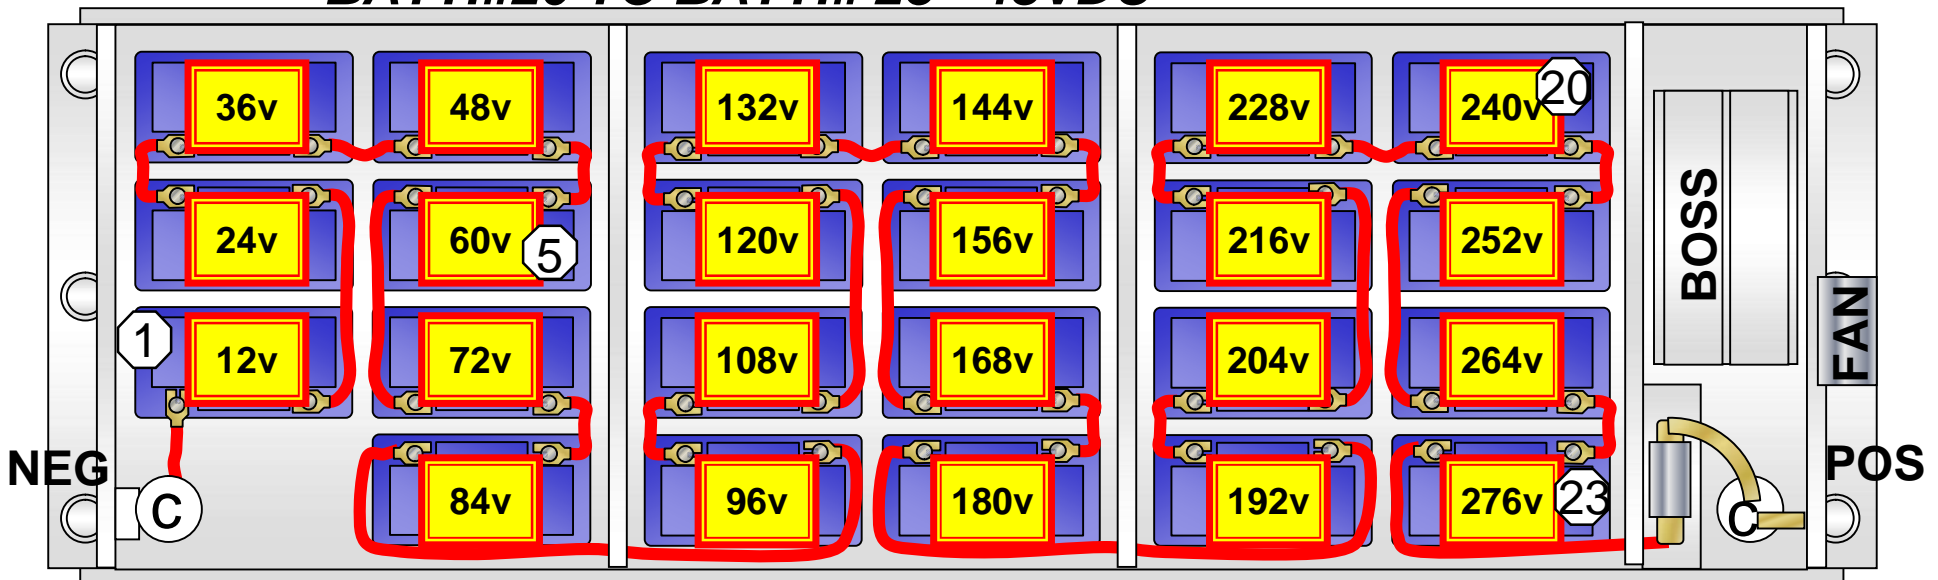 36v 48v 132v 144v 228v 240v 20
24v 60v 5 120v 156v 216v 252v
BOSS
1 12v 72v 108v 168v 204v 264v
FAN
NEG C 84v 96v 180v 192v 276v 23 C POS